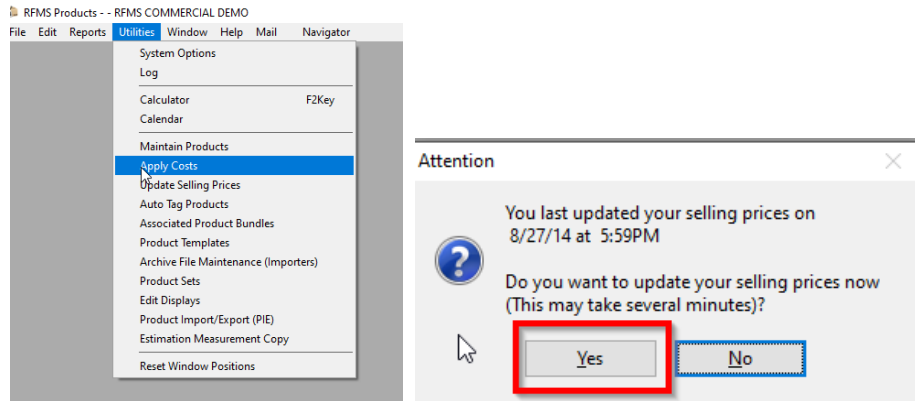 RFMS Products - - RFMS COMMERCIAL DEMO
File Edit Reports Utilities Window Help Mail Navigator
System Options
Log
Calculator F2Key
Calendar
Maintain Products
Apply Costs
Update Selling Prices
Auto Tag Products
Associated Product Bundles
Product Templates
Archive File Maintenance (Importers)
Product Sets
Edit Displays
Product Import/Export (PIE)
Estimation Measurement Copy
Reset Window Positions
Attention
You last updated your selling prices on
8/27/14 at 5:59PM
Do you want to update your selling prices now
(This may take several minutes)?
Yes No